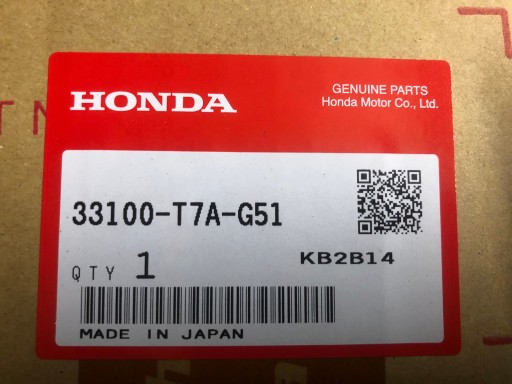 HONDA
GENUINE PARTS
Honda Motor Co., Ltd.
33100-T7A-G51
KB2B14
QTY 1
MADE IN JAPAN